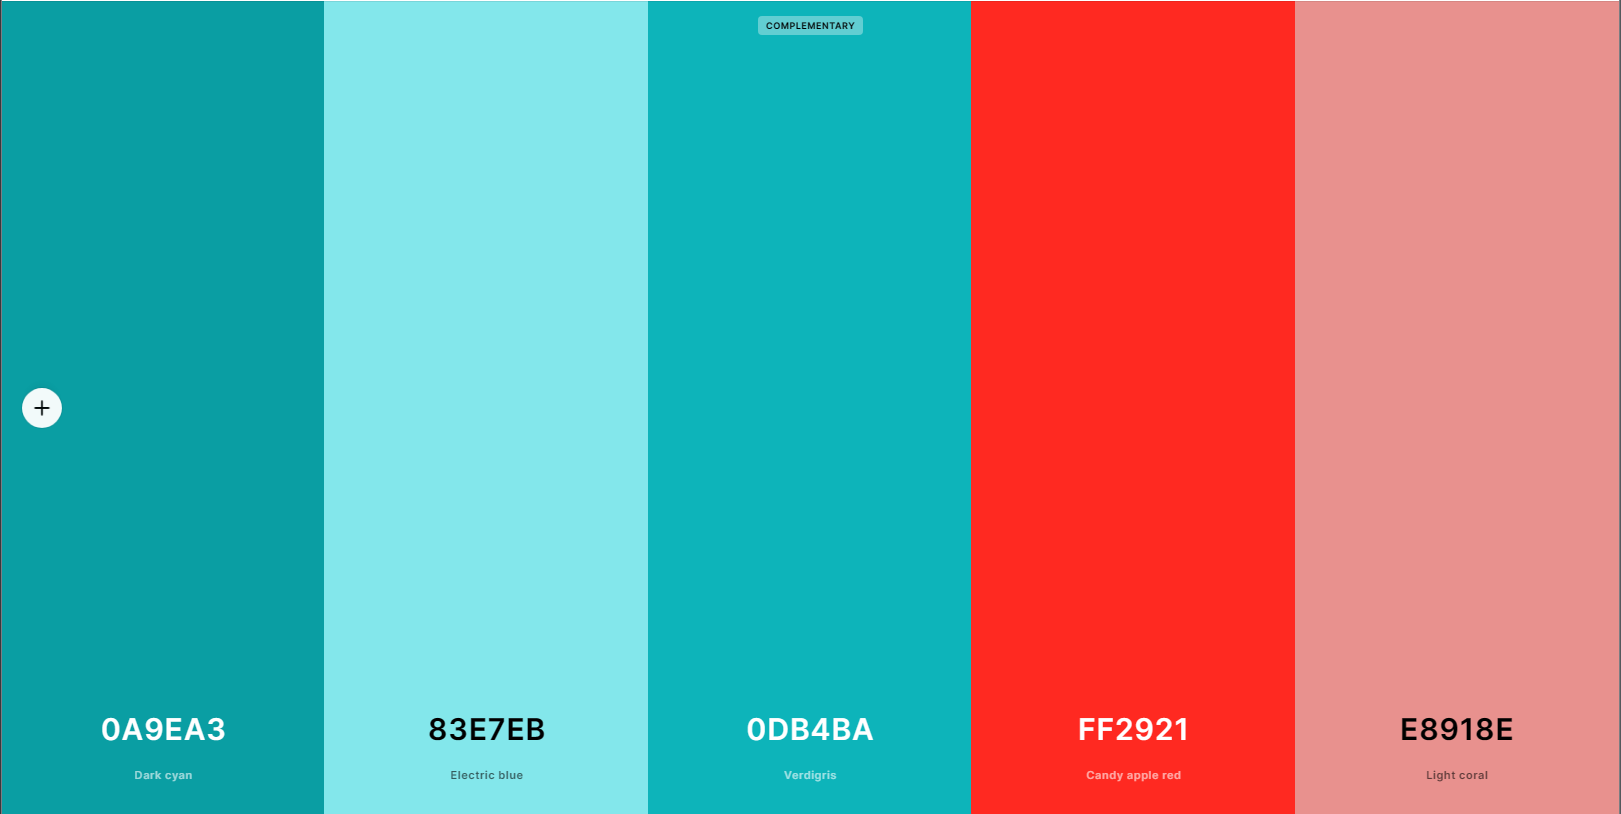 COMPLEMENTARY
0A9EA3
Dark cyan
83E7EB
Electric blue
0DB4BA
Verdigris
FF2921
Candy apple red
E8918E
Light coral